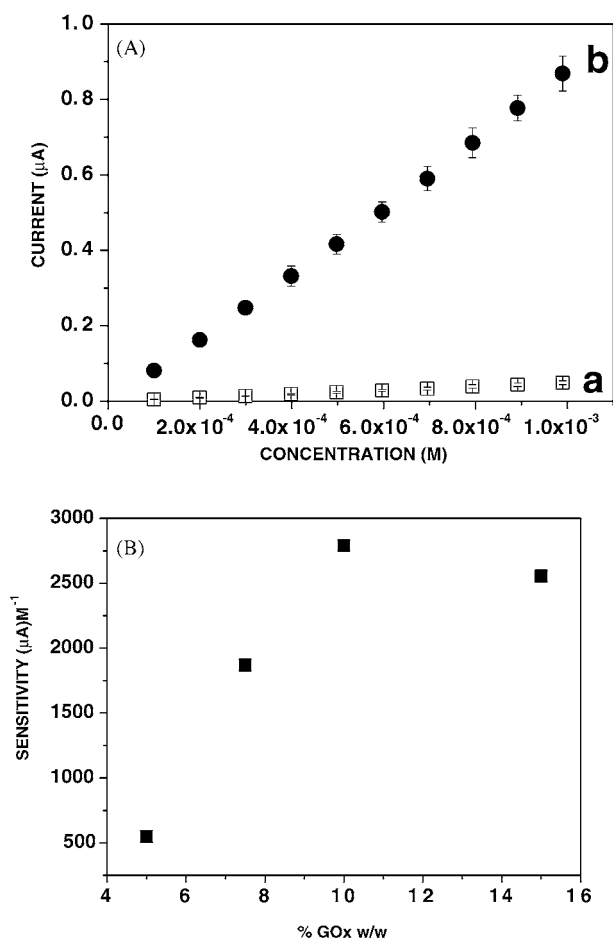 (A)
b
a
CURRENT (μA)
1.0
0.8
0.6
0.4
0.2
0.0
0.0 2.0x10⁻⁴ 4.0x10⁻⁴ 6.0x10⁻⁴ 8.0x10⁻⁴ 1.0x10⁻³
CONCENTRATION (M)
(B)
SENSITIVITY (μA)M⁻¹
3000
2500
2000
1500
1000
500
4 6 8 10 12 14 16
% GOx w/w